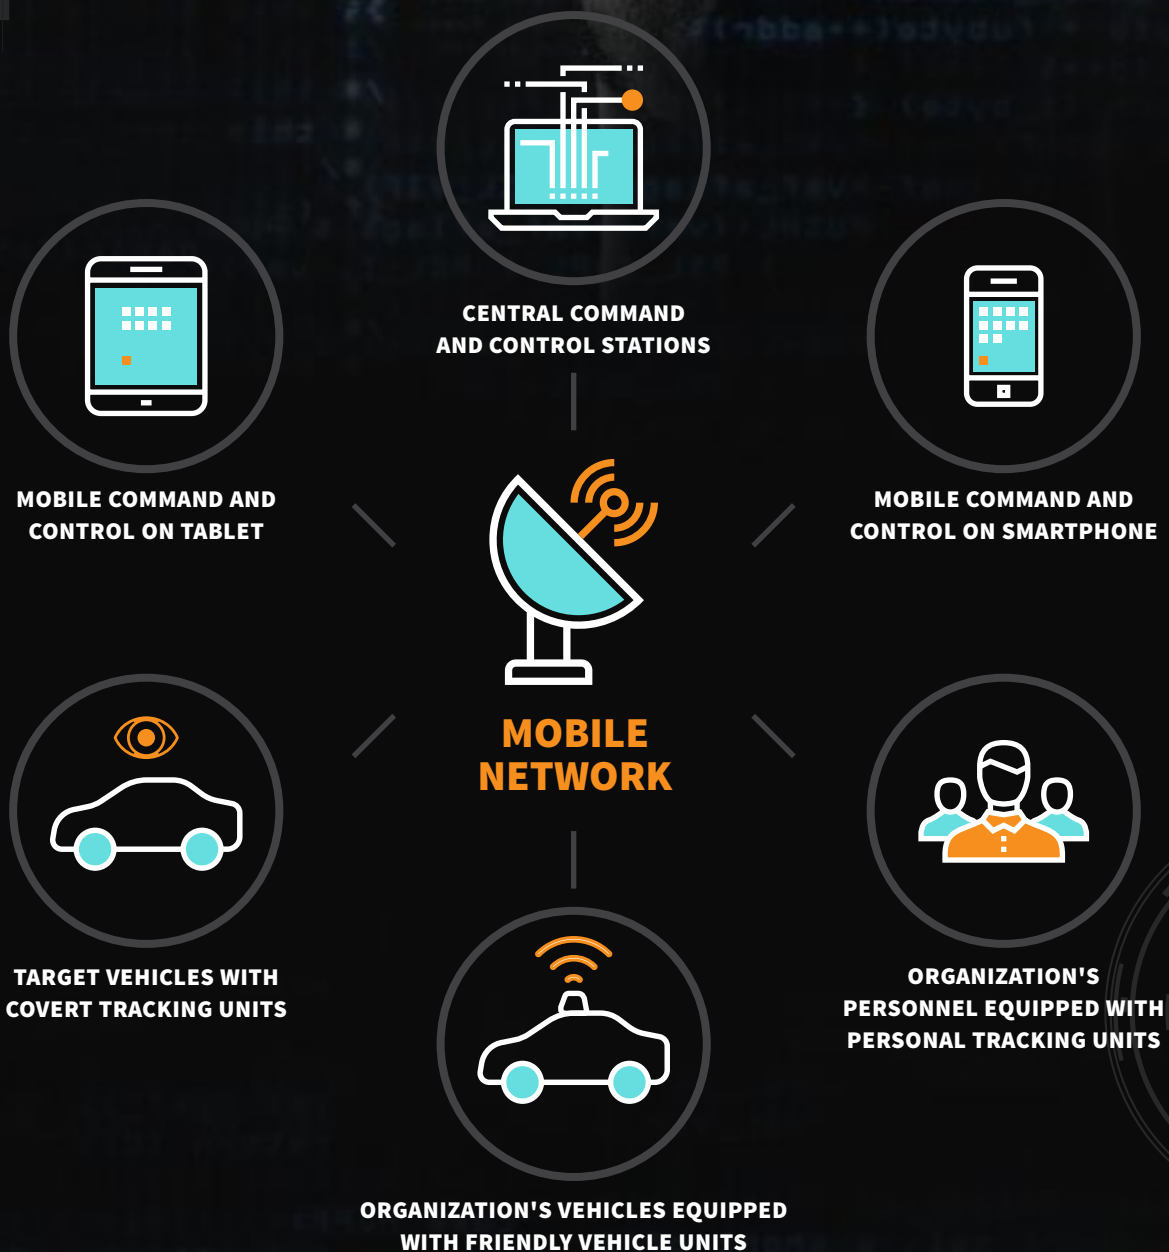 CENTRAL COMMAND
AND CONTROL STATIONS
MOBILE COMMAND AND
CONTROL ON TABLET
MOBILE COMMAND AND
CONTROL ON SMARTPHONE
MOBILE
NETWORK
TARGET VEHICLES WITH
COVERT TRACKING UNITS
ORGANIZATION'S
PERSONNEL EQUIPPED WITH
PERSONAL TRACKING UNITS
ORGANIZATION'S VEHICLES EQUIPPED
WITH FRIENDLY VEHICLE UNITS